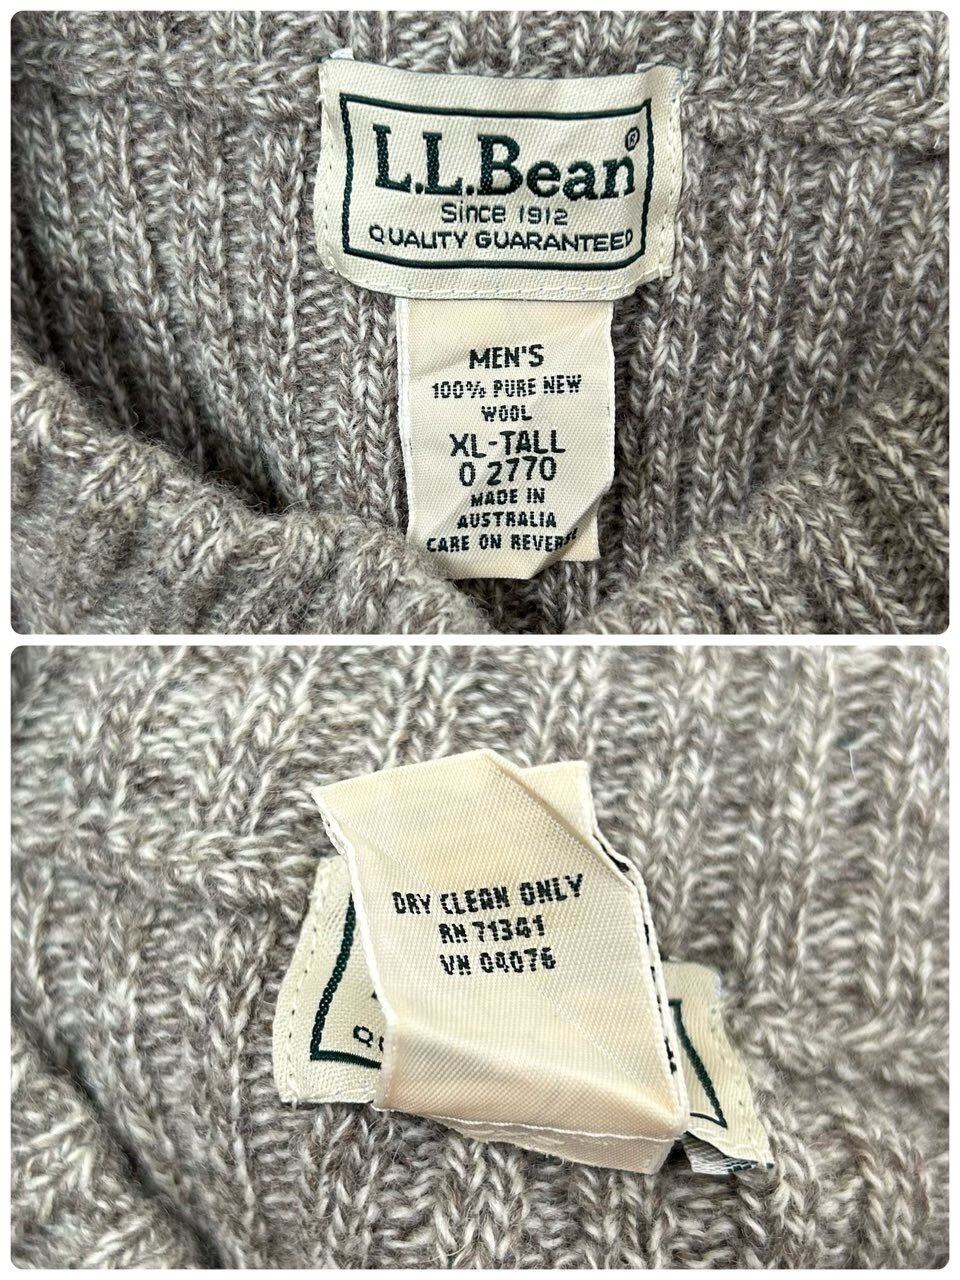 L.L.Bean®
Since 1912
QUALITY GUARANTEED
MEN'S
100% PURE NEW
WOOL
XL-TALL
0 2770
MADE IN
AUSTRALIA
CARE ON
DRY CLEAN ONLY
RN 71341
VN 04076